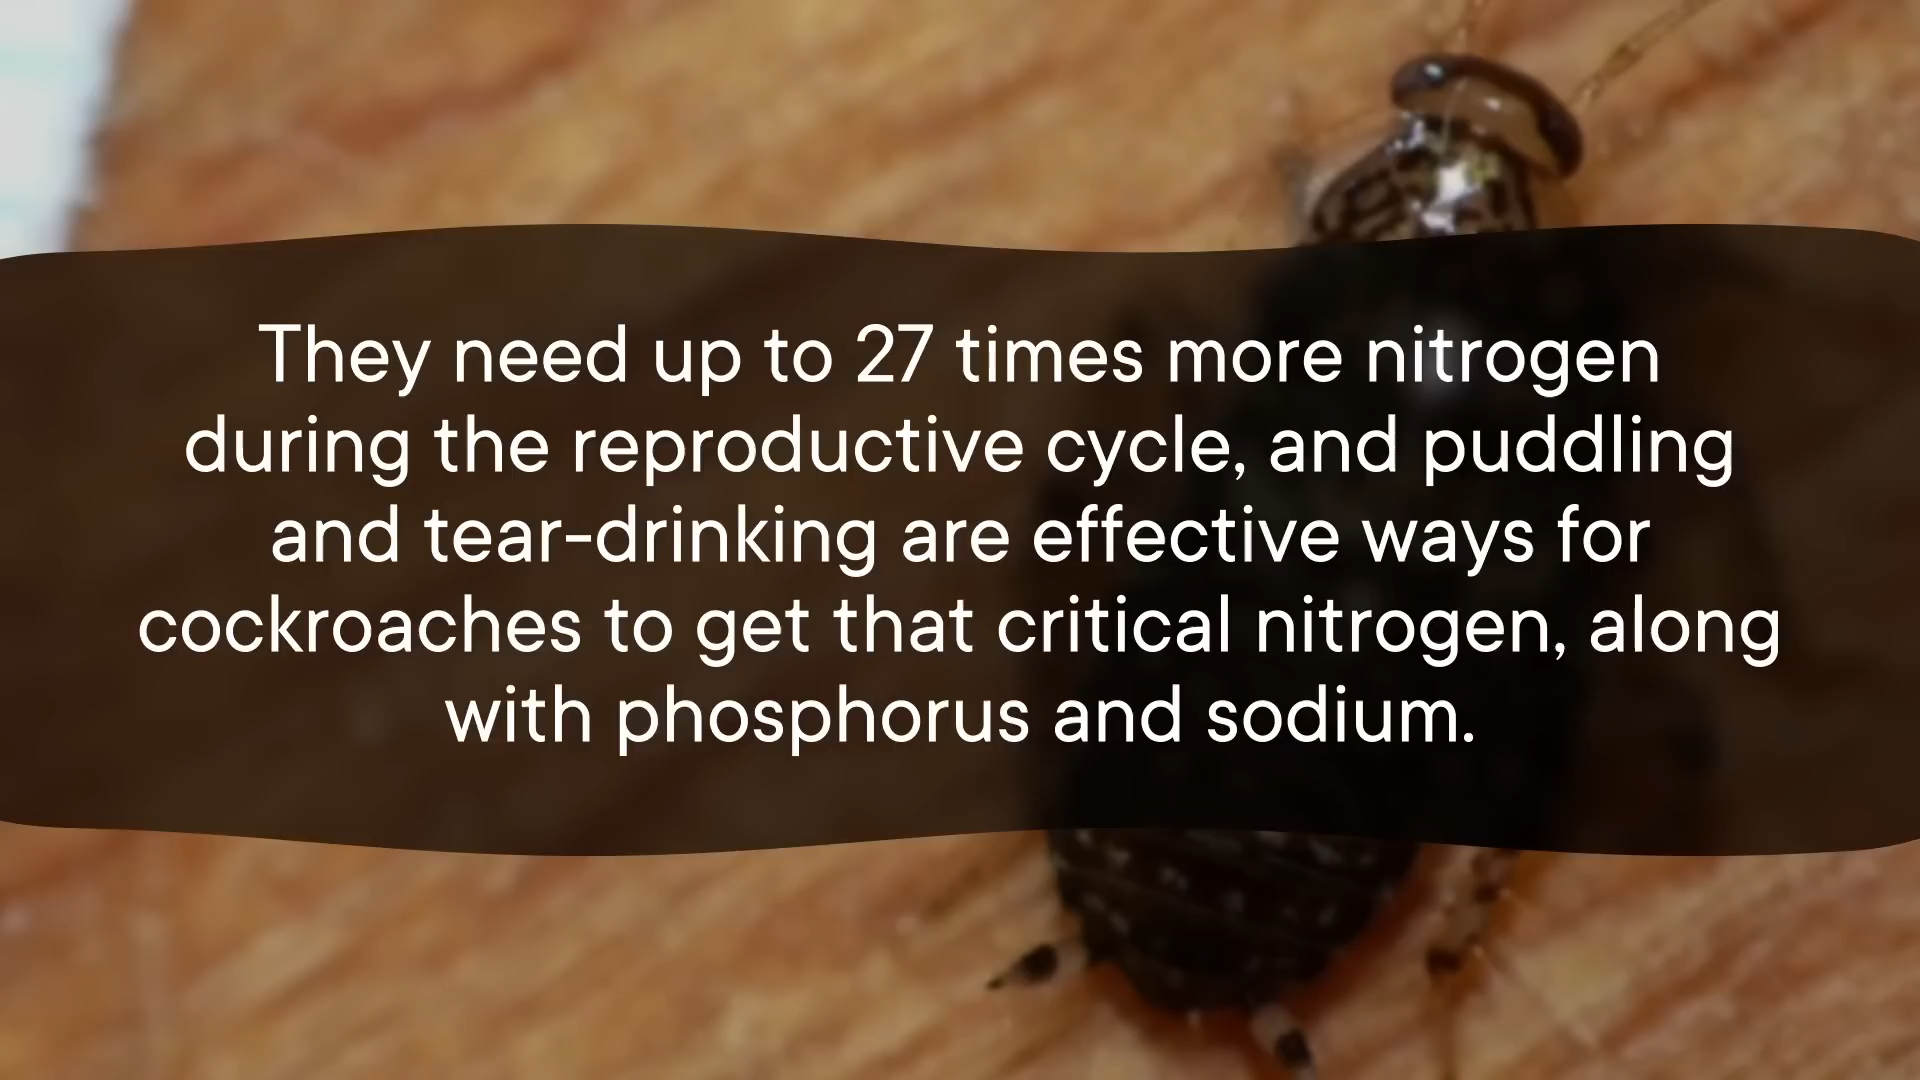 They need up to 27 times more nitrogen
during the reproductive cycle, and puddling
and tear-drinking are effective ways for
cockroaches to get that critical nitrogen, along
with phosphorus and sodium.